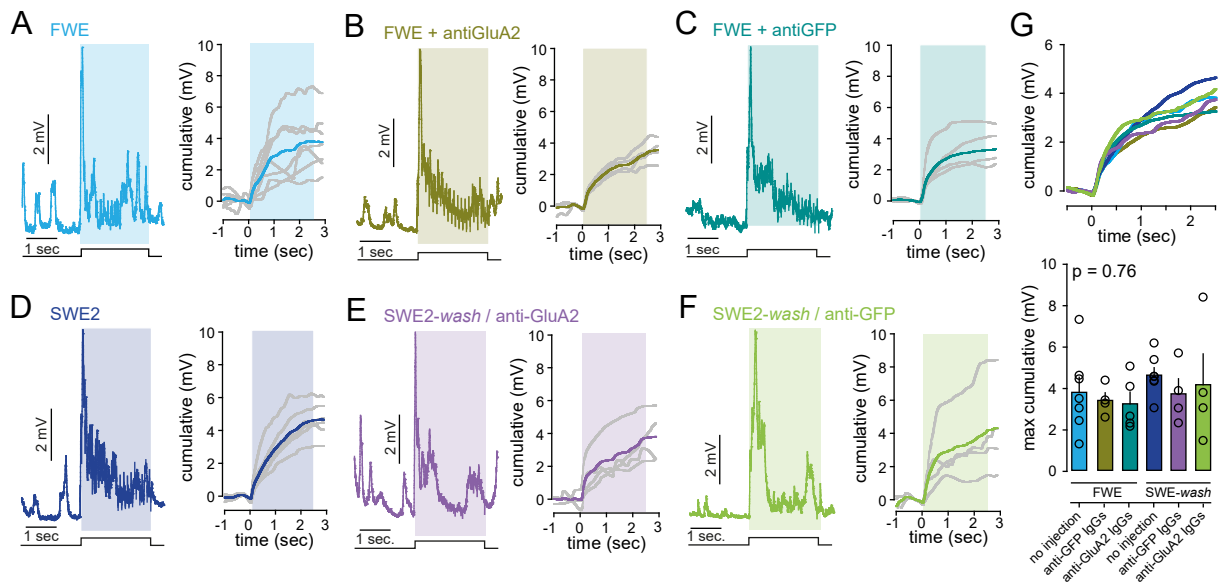 A
FWE
2 mV
1 sec
cumulative (mV)
10
8
6
4
2
0
-1 0 1 2 3
time (sec)
B
FWE + antiGluA2
2 mV
1 sec
cumulative (mV)
10
8
6
4
2
0
-1 0 1 2 3
time (sec)
C
FWE + antiGFP
2 mV
1 sec
cumulative (mV)
10
8
6
4
2
0
-1 0 1 2 3
time (sec)
D
SWE2
2 mV
1 sec
cumulative (mV)
10
8
6
4
2
0
-1 0 1 2 3
time (sec)
E
SWE2-wash / anti-GluA2
2 mV
1 sec.
cumulative (mV)
10
8
6
4
2
0
-1 0 1 2 3
time (sec)
F
SWE2-wash / anti-GFP
2 mV
1 sec.
cumulative (mV)
10
8
6
4
2
0
-1 0 1 2 3
time (sec)
G
cumulative (mV)
6
4
2
0
0 1 2
time (sec)
p = 0.76
max cumulative (mV)
10
8
6
4
2
0
FWE SWE-wash
no injection
anti-GFP IgGs
anti-GluA2 IgGs
no injection
anti-GFP IgGs
anti-GluA2 IgGs